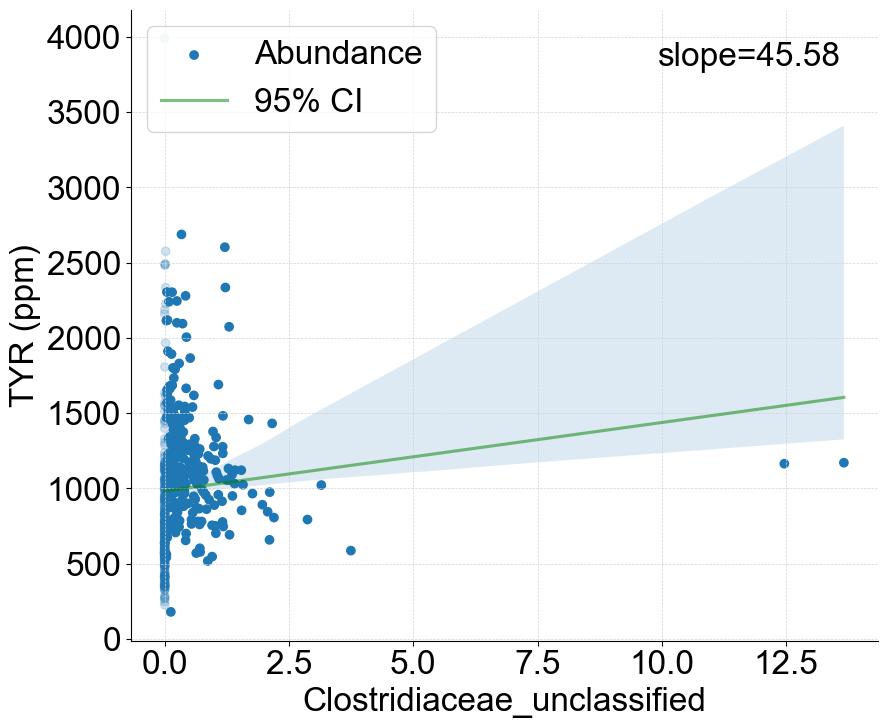 Abundance
95% CI
slope=45.58
TYR (ppm)
4000
3500
3000
2500
2000
1500
1000
500
0
0.0 2.5 5.0 7.5 10.0 12.5
Clostridiaceae_unclassified